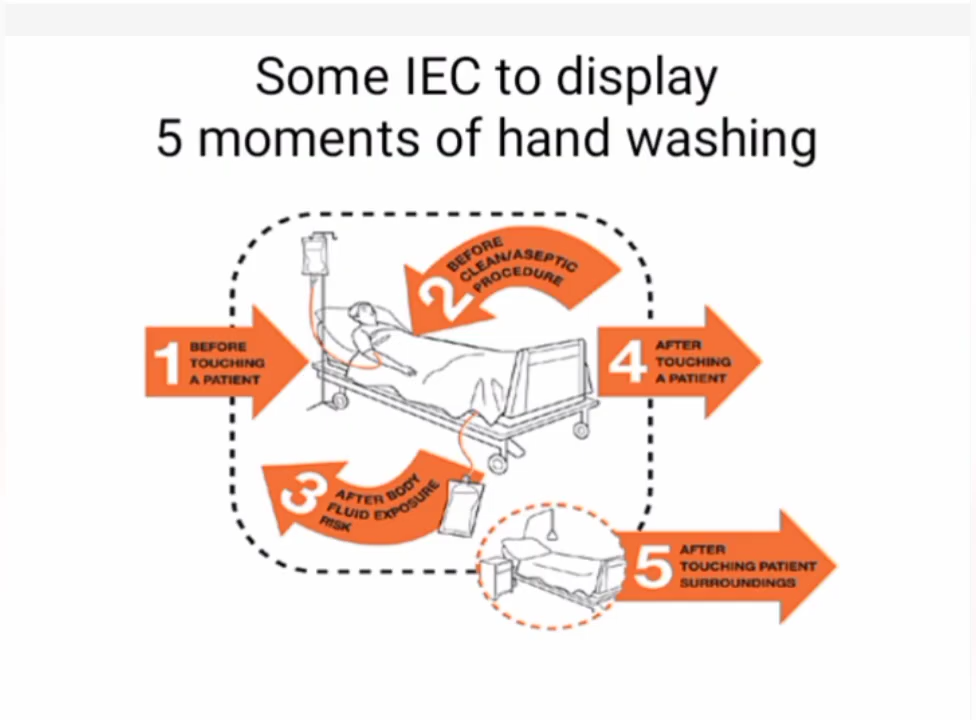 Some IEC to display
5 moments of hand washing
1 BEFORE
TOUCHING
A PATIENT
2 BEFORE
CLEAN/ASEPTIC
PROCEDURE
3 AFTER BODY
FLUID EXPOSURE
RISK
4 AFTER
TOUCHING
A PATIENT
5 AFTER
TOUCHING PATIENT
SURROUNDINGS